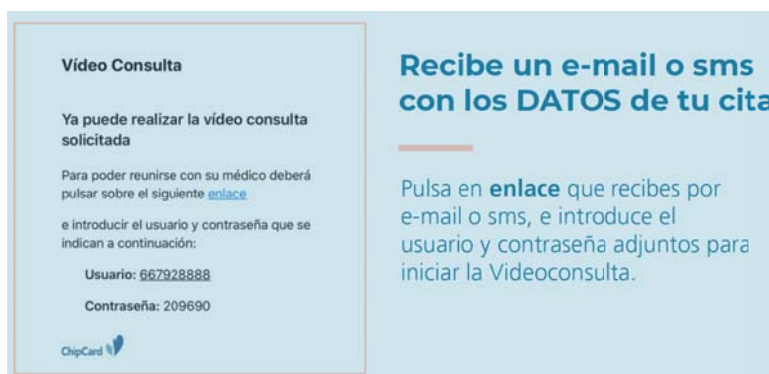 Vídeo Consulta
Ya puede realizar la vídeo consulta
solicitada
Para poder reunirse con su médico deberá
pulsar sobre el siguiente enlace
e introducir el usuario y contraseña que se
indican a continuación:
Usuario: 667928888
Contraseña: 209690
ChipCard
Recibe un e-mail o sms
con los DATOS de tu cita
Pulsa en enlace que recibes por
e-mail o sms, e introduce el
usuario y contraseña adjuntos para
iniciar la Videoconsulta.